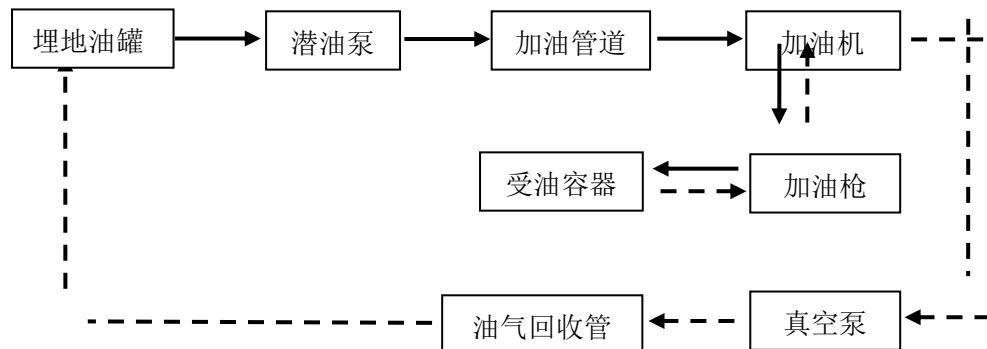 埋地油罐
潜油泵
加油管道
加油机
受油容器
加油枪
油气回收管
真空泵